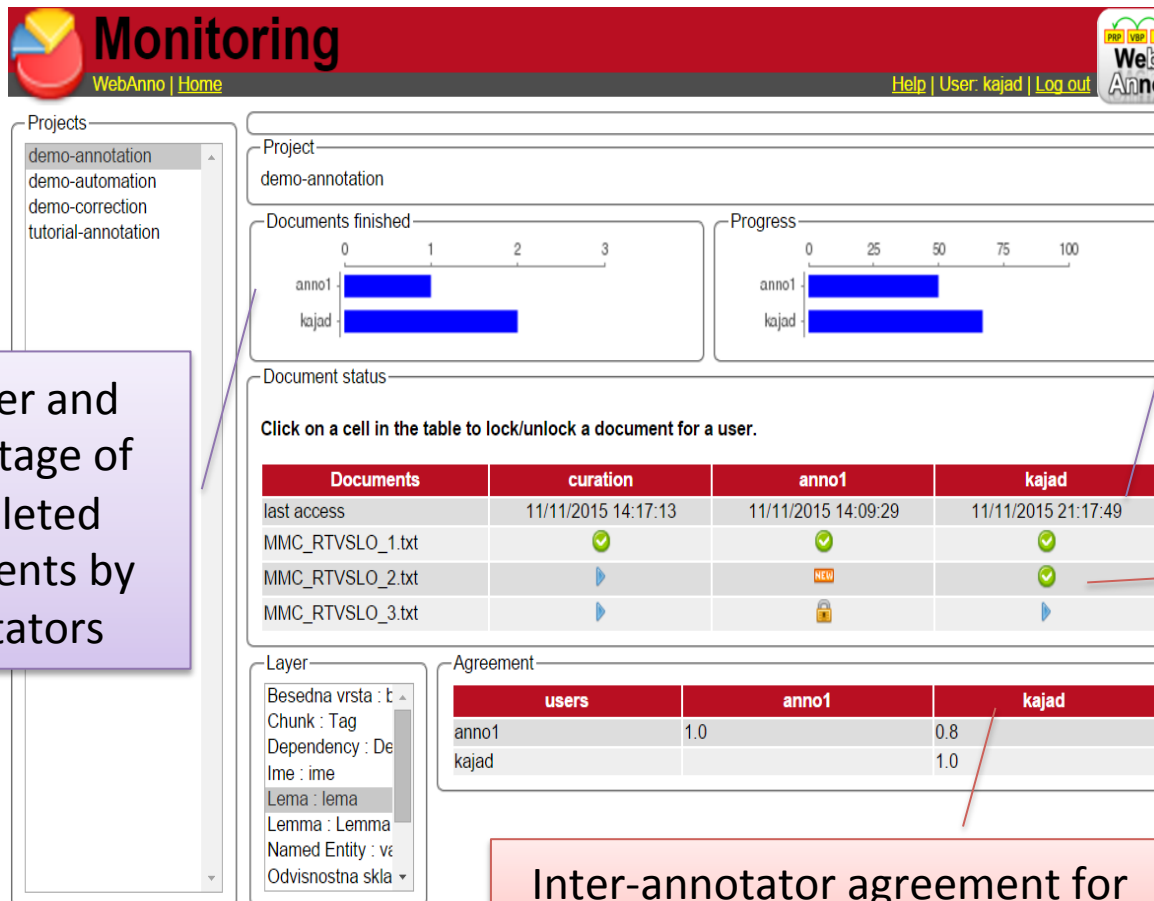 Monitoring
WebAnno | Home
Help | User: kajad | Log out
PRP VBP
Projects
demo-annotation
demo-automation
demo-correction
tutorial-annotation
Project
demo-annotation
Documents finished
0 1 2 3
anno1
kajad
Progress
0 25 50 75 100
anno1
kajad
er and
tage of
leted
ents by
tators
Document status
Click on a cell in the table to lock/unlock a document for a user.
Documents curation anno1 kajad
last access 11/11/2015 14:17:13 11/11/2015 14:09:29 11/11/2015 21:17:49
MMC_RTVSLO_1.txt
MMC_RTVSLO_2.txt NEW
MMC_RTVSLO_3.txt
Layer
Besedna vrsta : b
Chunk : Tag
Dependency : De
Ime : ime
Lema : lema
Lemma : Lemma
Named Entity : va
Odvisnostna skla
Agreement
users anno1 kajad
anno1 1.0 0.8
kajad 1.0
Inter-annotator agreement for